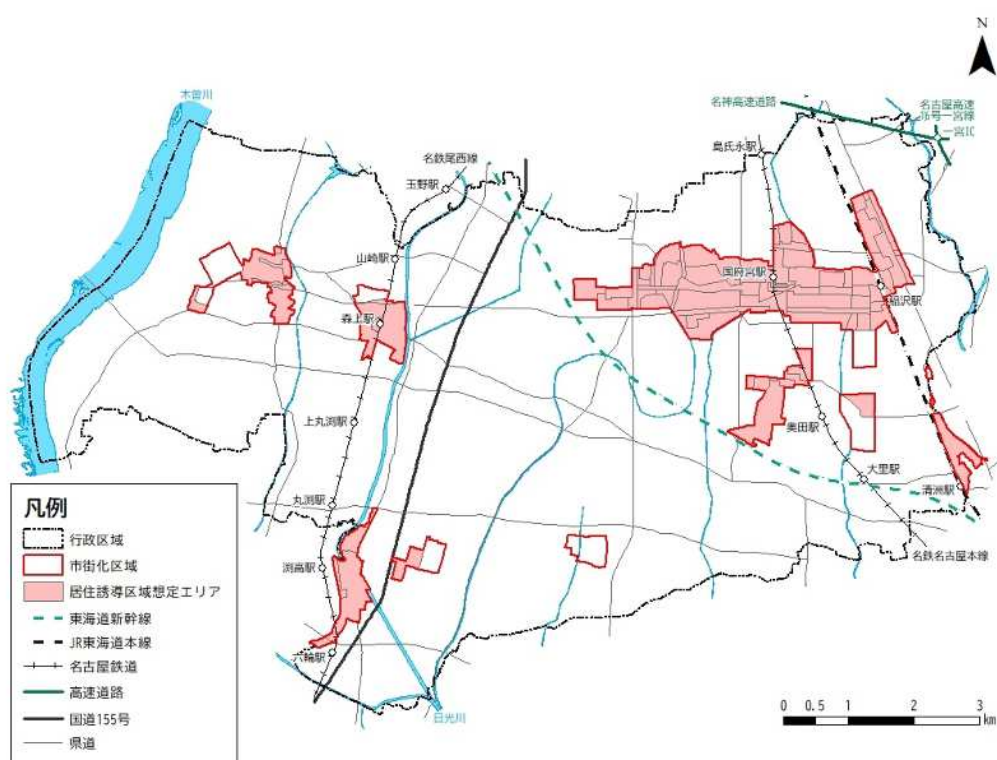 N
木曽川
名神高速道路
名古屋高速
16号一宮線
一宮IC
島氏永駅
名鉄尾西線
玉野駅
山崎駅
国府宮駅
稲沢駅
森上駅
上丸渕駅
奥田駅
大里駅
清洲駅
丸渕駅
渕高駅
名鉄名古屋本線
六輪駅
日光川
凡例
行政区域
市街化区域
居住誘導区域想定エリア
東海道新幹線
JR東海道本線
名古屋鉄道
高速道路
国道155号
県道
0 0.5 1 2 3
km